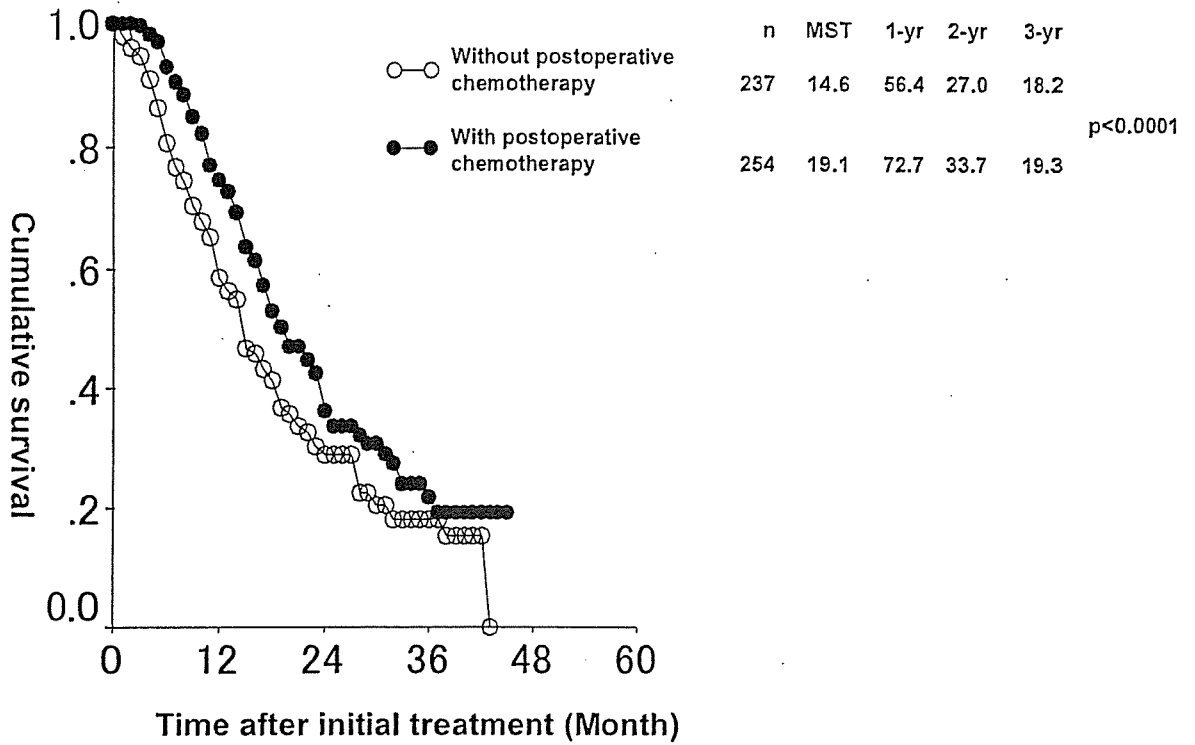 1.0
.8
.6
.4
.2
0.0
Cumulative survival
0 12 24 36 48 60
Time after initial treatment (Month)
Without postoperative
chemotherapy
With postoperative
chemotherapy
n MST 1-yr 2-yr 3-yr
237 14.6 56.4 27.0 18.2
p<0.0001
254 19.1 72.7 33.7 19.3